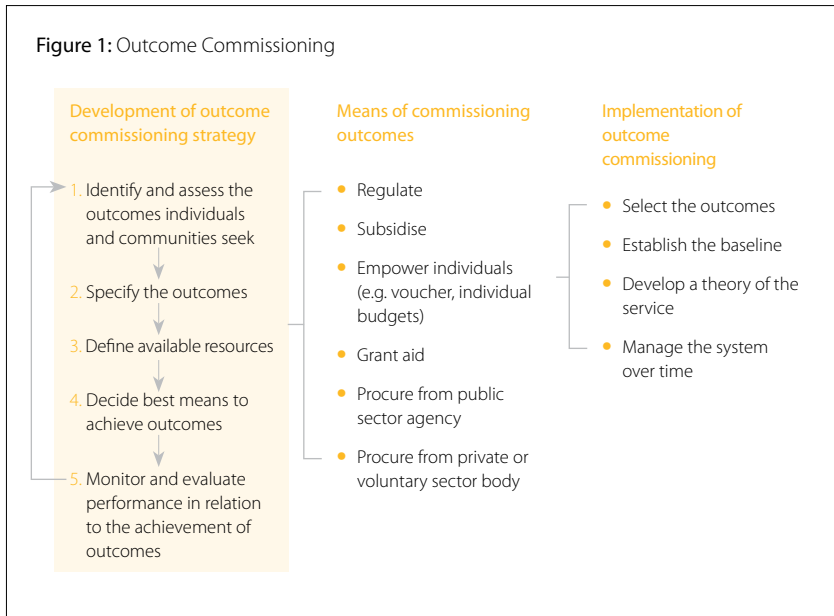 Figure 1: Outcome Commissioning
Development of outcome
commissioning strategy
1. Identify and assess the
outcomes individuals
and communities seek
2. Specify the outcomes
3. Define available resources
4. Decide best means to
achieve outcomes
5. Monitor and evaluate
performance in relation
to the achievement of
outcomes
Means of commissioning
outcomes
• Regulate
• Subsidise
• Empower individuals
(e.g. voucher, individual
budgets)
• Grant aid
• Procure from public
sector agency
• Procure from private or
voluntary sector body
Implementation of
outcome
commissioning
• Select the outcomes
• Establish the baseline
• Develop a theory of the
service
• Manage the system
over time